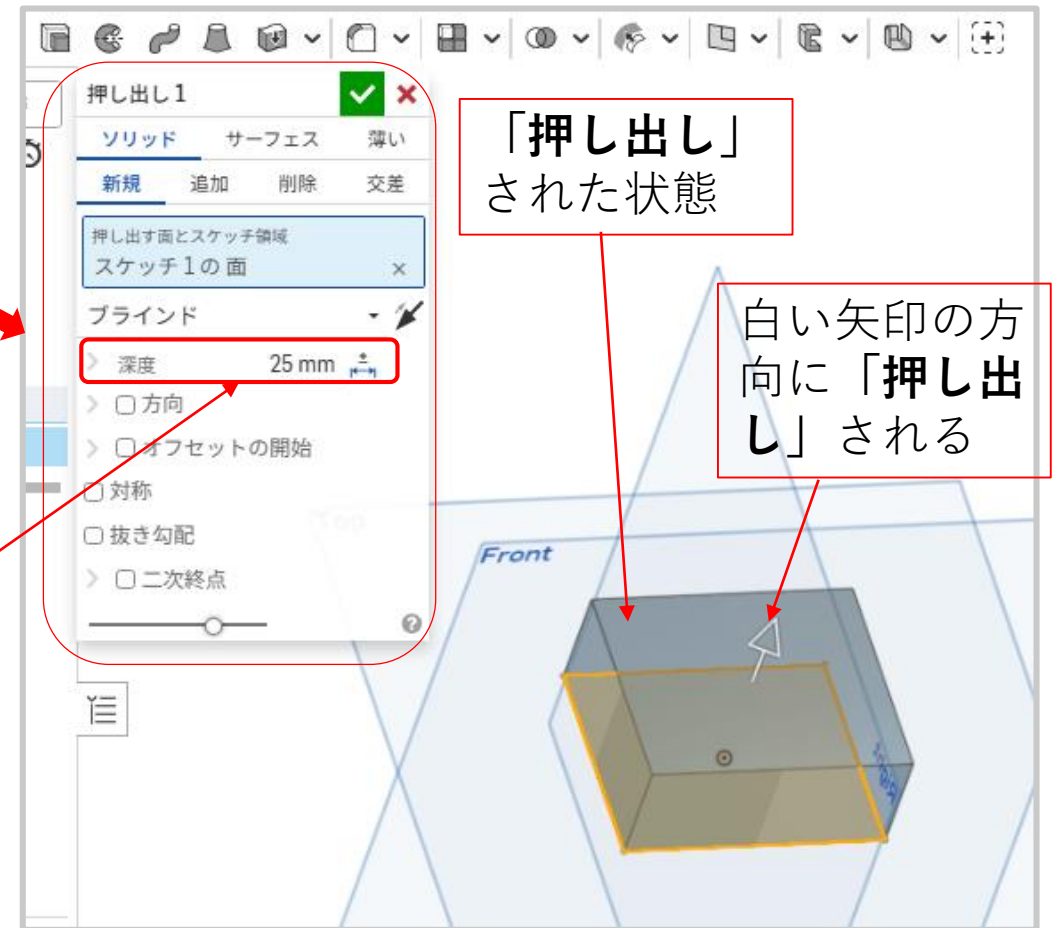 押し出し1
ソリッド サーフェス 薄い
新規 追加 削除 交差
押し出す面とスケッチ領域
スケッチ1の 面
ブラインド
深度 25 mm
方向
オフセットの開始
対称
抜き勾配
二次終点
「押し出し」
された状態
白い矢印の方
向に「押し出
し」される
Top
Front
Right